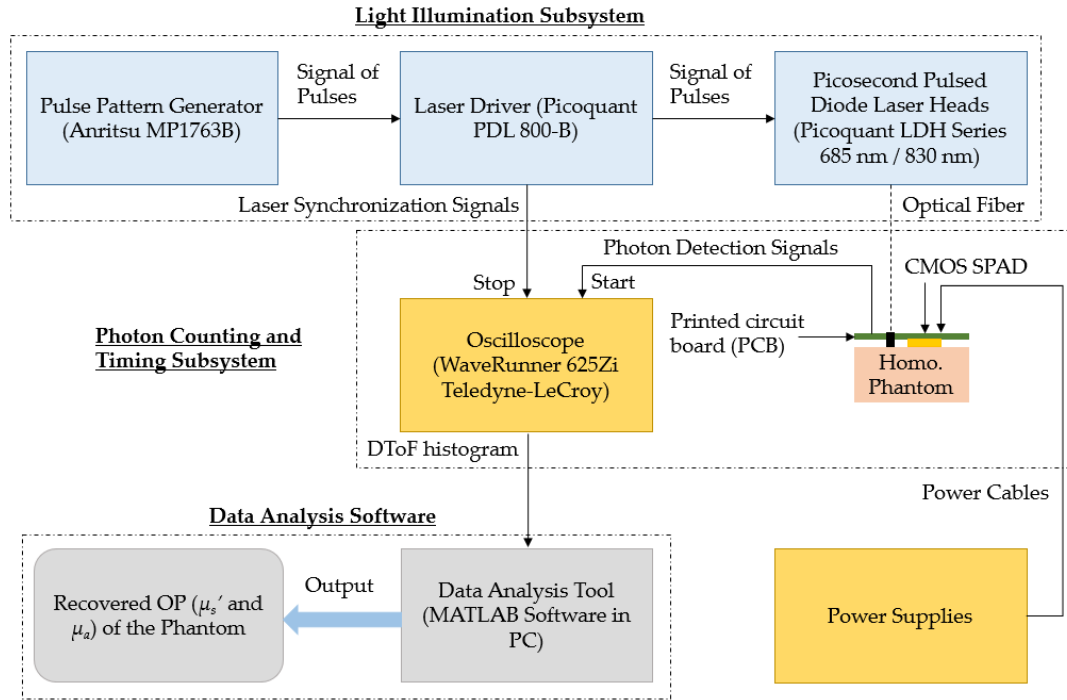 Light Illumination Subsystem
Pulse Pattern Generator
(Anritsu MP1763B)
Signal of
Pulses
Laser Driver (Picoquant
PDL 800-B)
Signal of
Pulses
Picosecond Pulsed
Diode Laser Heads
(Picoquant LDH Series
685 nm / 830 nm)
Laser Synchronization Signals
Optical Fiber
Photon Detection Signals
CMOS SPAD
Stop
Start
Photon Counting and
Timing Subsystem
Oscilloscope
(WaveRunner 625Zi
Teledyne-LeCroy)
Printed circuit
board (PCB)
Homo.
Phantom
DToF histogram
Power Cables
Data Analysis Software
Recovered OP (μs′ and
μa) of the Phantom
Output
Data Analysis Tool
(MATLAB Software in
PC)
Power Supplies